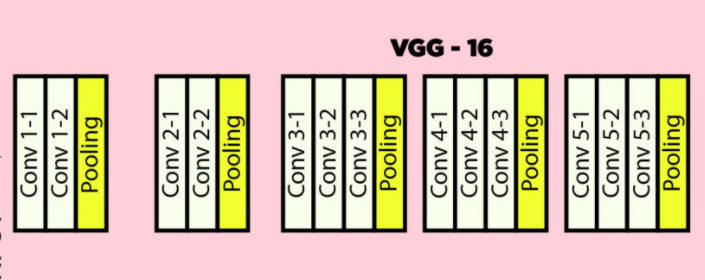 VGG - 16
Conv 1-1
Conv 1-2
Pooling
Conv 2-1
Conv 2-2
Pooling
Conv 3-1
Conv 3-2
Conv 3-3
Pooling
Conv 4-1
Conv 4-2
Conv 4-3
Pooling
Conv 5-1
Conv 5-2
Conv 5-3
Pooling